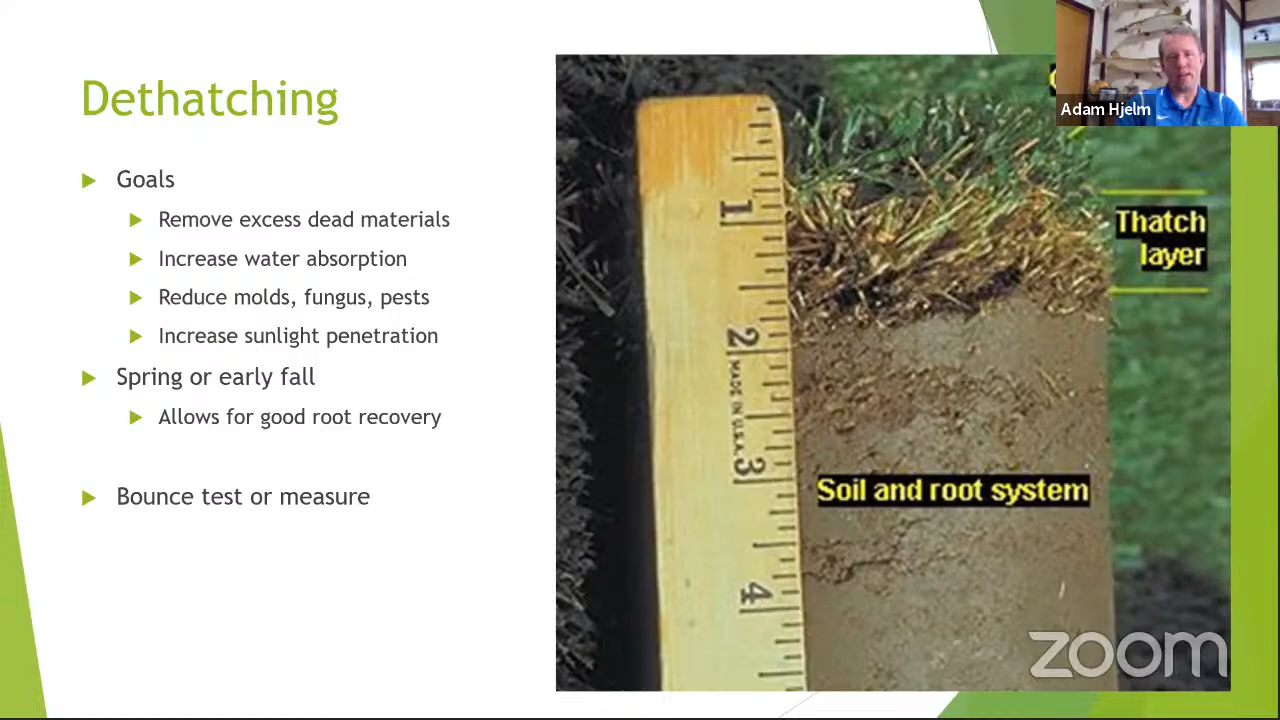 Dethatching
Goals
Remove excess dead materials
Increase water absorption
Reduce molds, fungus, pests
Increase sunlight penetration
Spring or early fall
Allows for good root recovery
Bounce test or measure
Adam Hjelm
Thatch
layer
1
2
MADE IN U.S.A.
3
Soil and root system
4
zoom